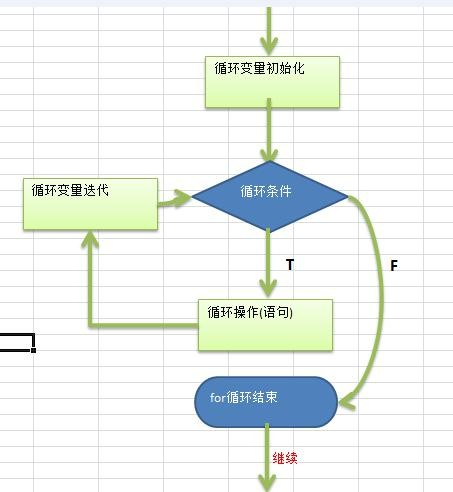 循环变量初始化
循环变量迭代
循环条件
T
F
循环操作(语句)
for循环结束
继续